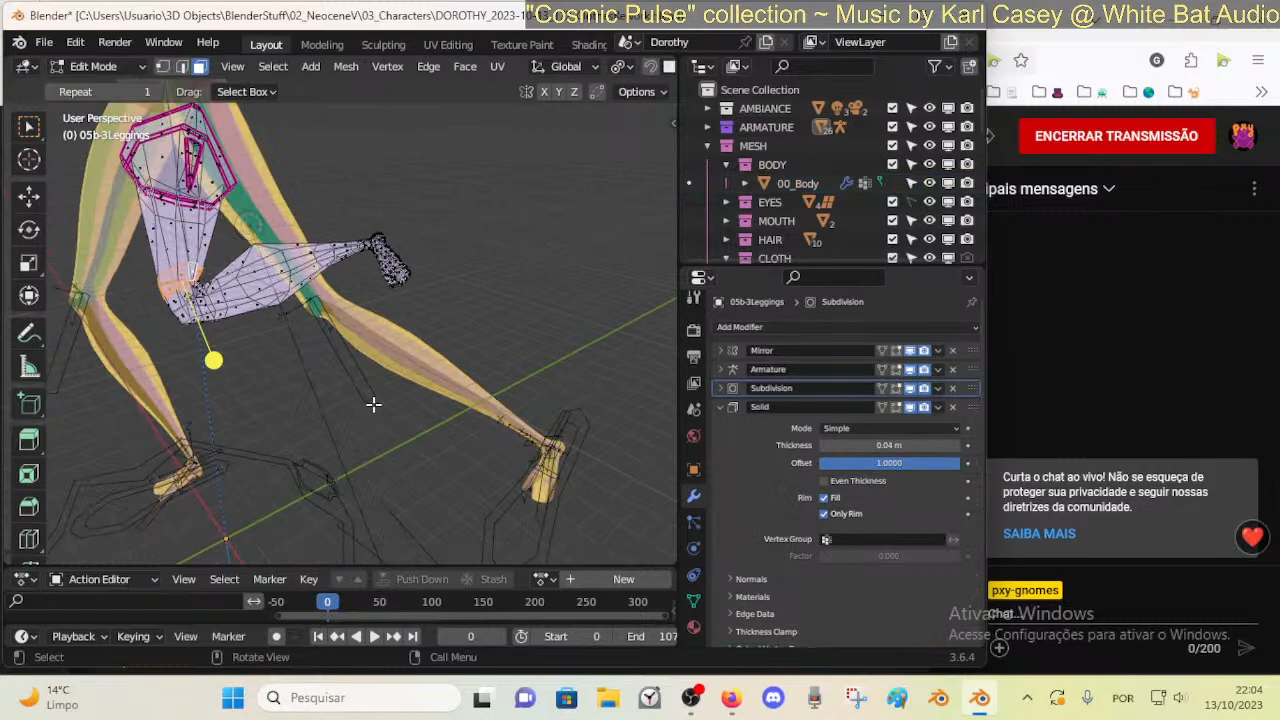 Blender* [C:\Users\Usuario\3D Objects\BlenderStuff\02_NeoceneV\03_Characters\DOROTHY_2023-10-13
"Cosmic Pulse" collection ~ Music by Karl Casey @ White Bat Audio
File Edit Render Window Help Layout Modeling Sculpting UV Editing Texture Paint Shading Dorothy ViewLayer
Edit Mode View Select Add Mesh Vertex Edge Face UV Global
Repeat 1 Drag: Select Box X Y Z Options
User Perspective
(0) 05b-3Leggings
Scene Collection
AMBIANCE 3 2
ARMATURE 26
MESH
BODY
00_Body
EYES 4
MOUTH 2
HAIR 10
CLOTH
05b-3Leggings > Subdivision
Add Modifier
Mirror
Armature
Subdivision
Solid
Mode Simple
Thickness 0.04 m
Offset 1.0000
Even Thickness
Rim Fill
Only Rim
Vertex Group
Factor 0.000
Normals
Materials
Edge Data
Thickness Clamp
Action Editor View Select Marker Key Push Down Stash New
-50 0 50 100 150 200 250 300
Playback Keying View Marker 0 Start 0 End 107
Select Rotate View Call Menu 3.6.4
ENCERRAR TRANSMISSÃO
ipais mensagens
Curta o chat ao vivo! Não se esqueça de
proteger sua privacidade e seguir nossas
diretrizes da comunidade.
SAIBA MAIS
pxy-gnomes
Chat...
Ativar o Windows
Acesse Configurações para ativar o Windows.
0/200
14°C
Limpo
Pesquisar
POR
22:04
13/10/2023